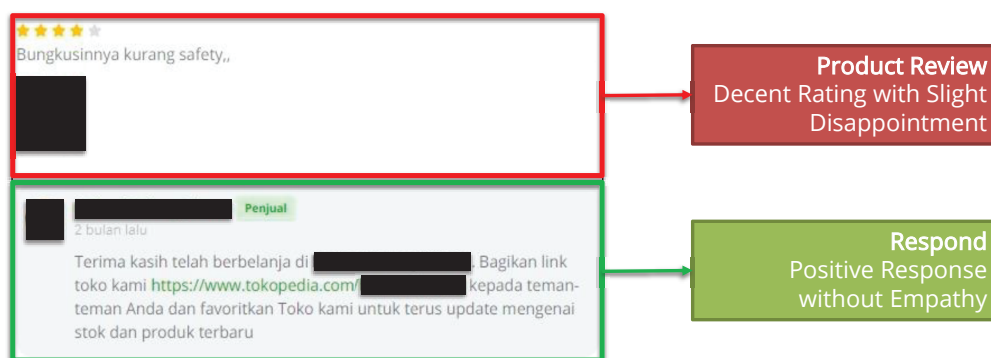 Bungkusinnya kurang safety,,
Product Review
Decent Rating with Slight
Disappointment
Penjual
2 bulan lalu
Terima kasih telah berbelanja di . Bagikan link
toko kami https://www.tokopedia.com/ kepada teman-
teman Anda dan favoritkan Toko kami untuk terus update mengenai
stok dan produk terbaru
Respond
Positive Response
without Empathy